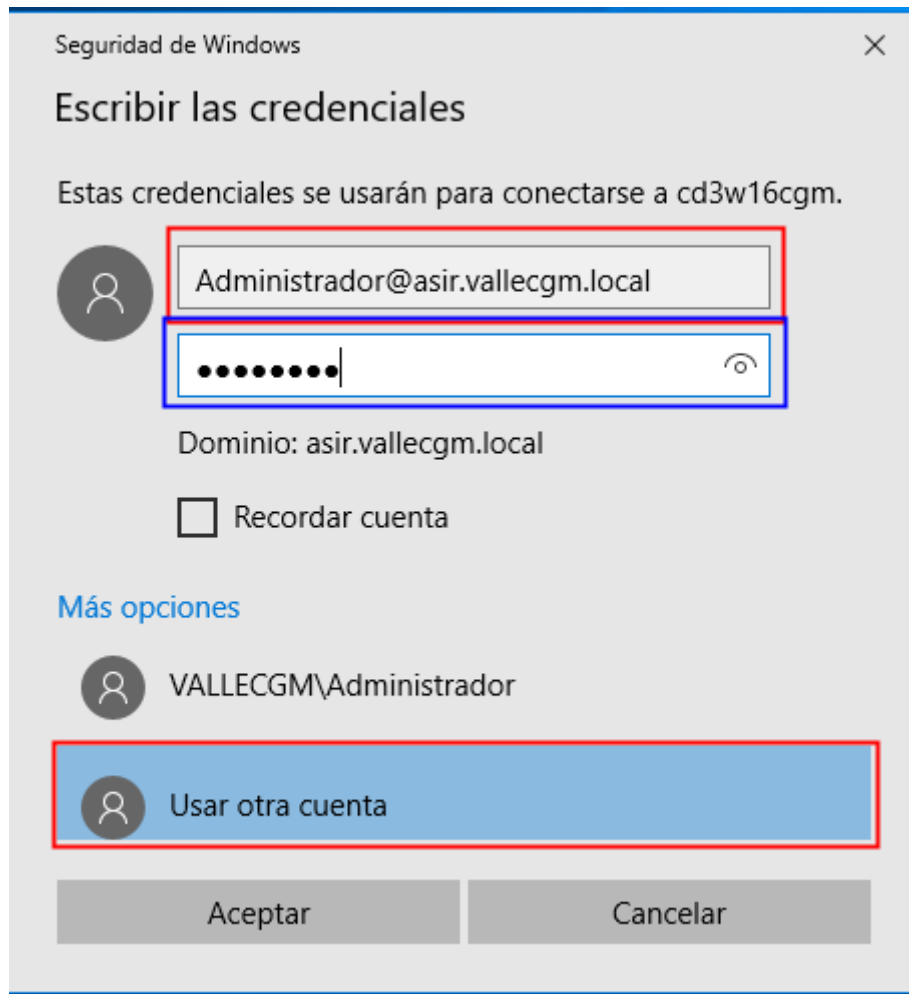 Seguridad de Windows
Escribir las credenciales
Estas credenciales se usarán para conectarse a cd3w16cgm.
Administrador@asir.vallecgm.local
●●●●●●●●
Dominio: asir.vallecgm.local
Recordar cuenta
Más opciones
VALLECGM\Administrador
Usar otra cuenta
Aceptar
Cancelar